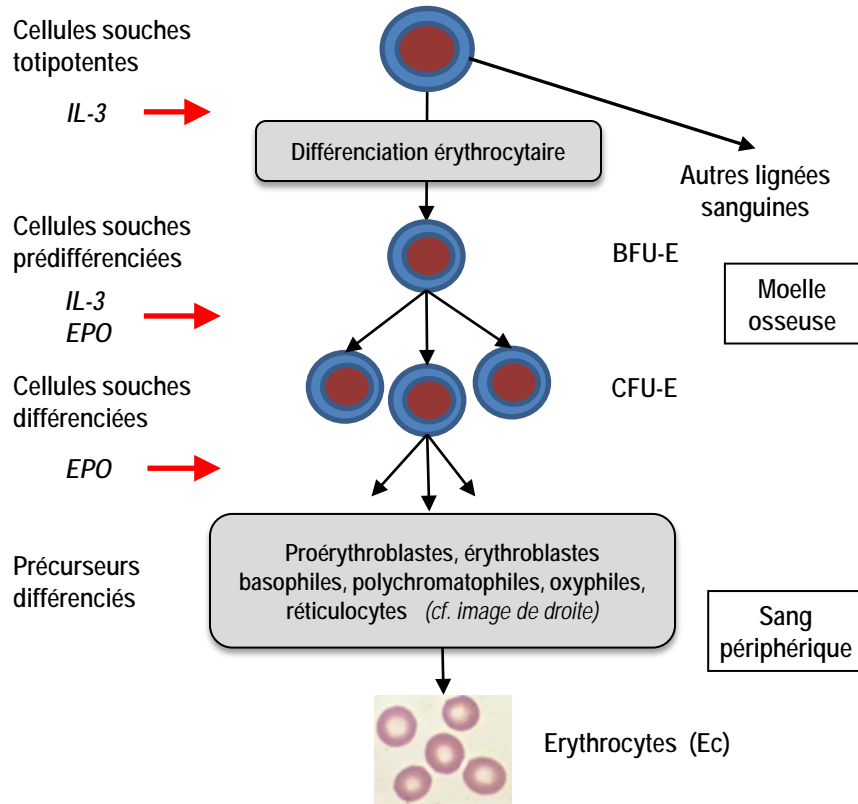 Cellules souches
totipotentes
IL-3
Différenciation érythrocytaire
Autres lignées
sanguines
Cellules souches
prédifférenciées
BFU-E
Moelle
osseuse
IL-3
EPO
Cellules souches
différenciées
CFU-E
EPO
Précurseurs
différenciés
Proérythroblastes, érythroblastes
basophiles, polychromatophiles, oxyphiles,
réticulocytes (cf. image de droite)
Sang
périphérique
Erythrocytes (Ec)